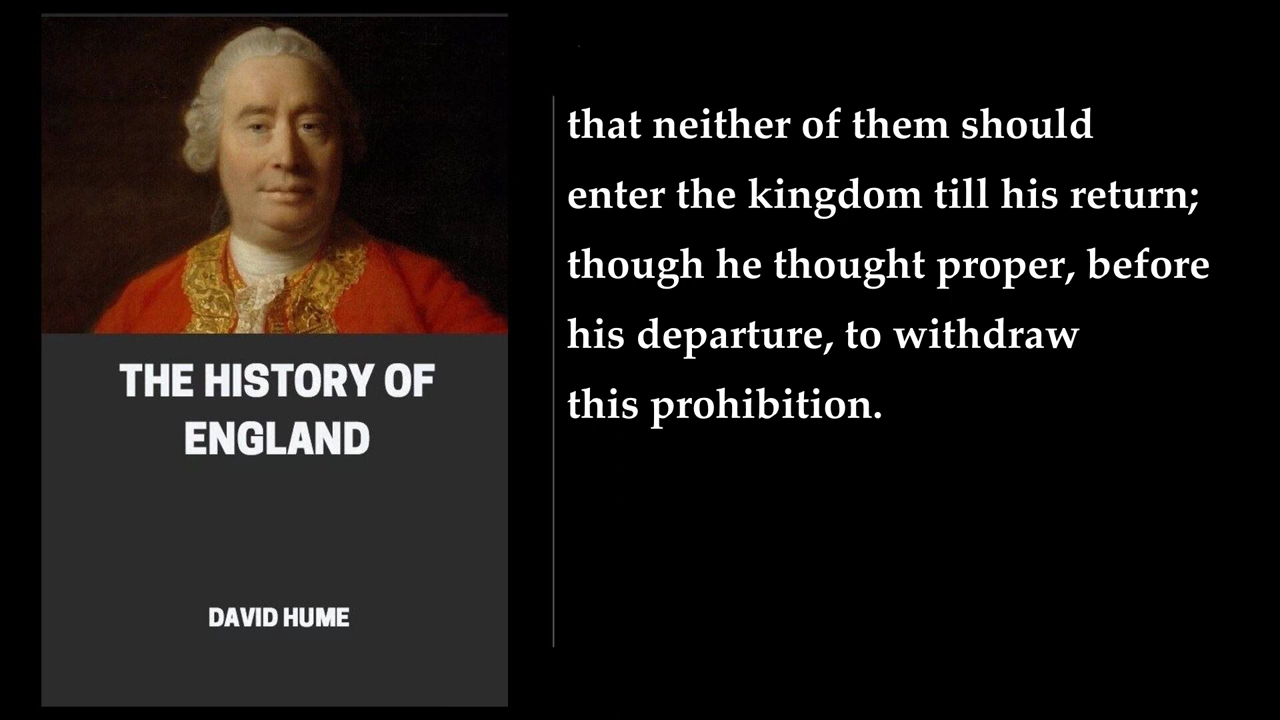 THE HISTORY OF
ENGLAND
DAVID HUME
that neither of them should
enter the kingdom till his return;
though he thought proper, before
his departure, to withdraw
this prohibition.